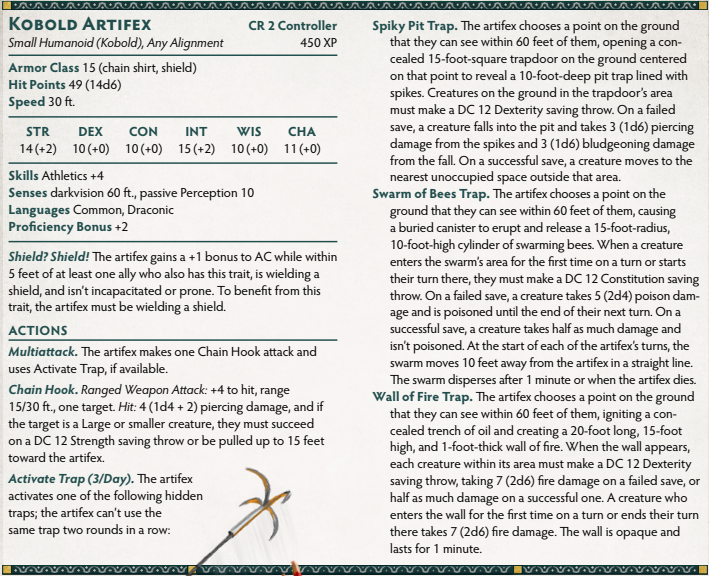 KOBOLD ARTIFEX CR 2 Controller
Small Humanoid (Kobold), Any Alignment 450 XP
Armor Class 15 (chain shirt, shield)
Hit Points 49 (14d6)
Speed 30 ft.
STR DEX CON INT WIS CHA
14 (+2) 10 (+0) 10 (+0) 15 (+2) 10 (+0) 11 (+0)
Skills Athletics +4
Senses darkvision 60 ft., passive Perception 10
Languages Common, Draconic
Proficiency Bonus +2
Shield? Shield! The artifex gains a +1 bonus to AC while within
5 feet of at least one ally who also has this trait, is wielding a
shield, and isn't incapacitated or prone. To benefit from this
trait, the artifex must be wielding a shield.
ACTIONS
Multiattack. The artifex makes one Chain Hook attack and
uses Activate Trap, if available.
Chain Hook. Ranged Weapon Attack: +4 to hit, range
15/30 ft., one target. Hit: 4 (1d4 + 2) piercing damage, and if
the target is a Large or smaller creature, they must succeed
on a DC 12 Strength saving throw or be pulled up to 15 feet
toward the artifex.
Activate Trap (3/Day). The artifex
activates one of the following hidden
traps; the artifex can't use the
same trap two rounds in a row:
Spiky Pit Trap. The artifex chooses a point on the ground
that they can see within 60 feet of them, opening a con-
cealed 15-foot-square trapdoor on the ground centered
on that point to reveal a 10-foot-deep pit trap lined with
spikes. Creatures on the ground in the trapdoor's area
must make a DC 12 Dexterity saving throw. On a failed
save, a creature falls into the pit and takes 3 (1d6) piercing
damage from the spikes and 3 (1d6) bludgeoning damage
from the fall. On a successful save, a creature moves to the
nearest unoccupied space outside that area.
Swarm of Bees Trap. The artifex chooses a point on the
ground that they can see within 60 feet of them, causing
a buried canister to erupt and release a 15-foot-radius,
10-foot-high cylinder of swarming bees. When a creature
enters the swarm's area for the first time on a turn or starts
their turn there, they must make a DC 12 Constitution saving
throw. On a failed save, a creature takes 5 (2d4) poison dam-
age and is poisoned until the end of their next turn. On a
successful save, a creature takes half as much damage and
isn't poisoned. At the start of each of the artifex's turns, the
swarm moves 10 feet away from the artifex in a straight line.
The swarm disperses after 1 minute or when the artifex dies.
Wall of Fire Trap. The artifex chooses a point on the ground
that they can see within 60 feet of them, igniting a con-
cealed trench of oil and creating a 20-foot long, 15-foot
high, and 1-foot-thick wall of fire. When the wall appears,
each creature within its area must make a DC 12 Dexterity
saving throw, taking 7 (2d6) fire damage on a failed save, or
half as much damage on a successful one. A creature who
enters the wall for the first time on a turn or ends their turn
there takes 7 (2d6) fire damage. The wall is opaque and
lasts for 1 minute.